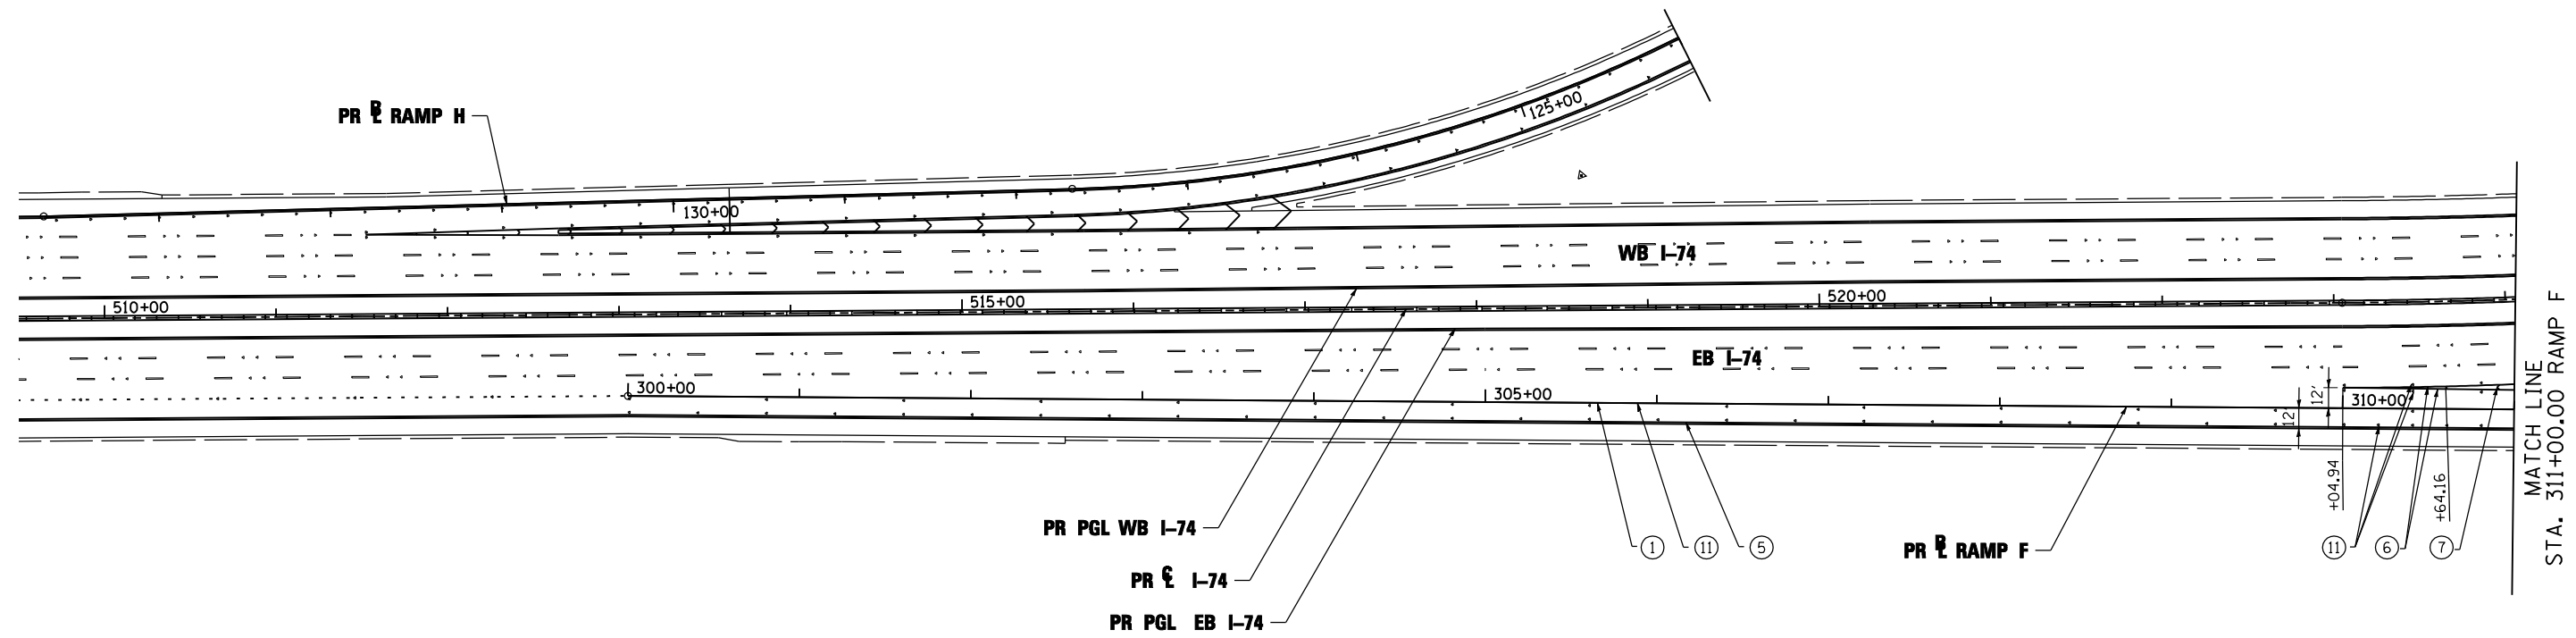 PR ⅊ RAMP H
125+00
130+00
WB I-74
510+00
515+00
520+00
EB I-74
300+00
305+00
310+00
12'
12'
+04.94
+64.16
PR PGL WB I-74
PR ℄ I-74
PR PGL EB I-74
1
11
5
PR ⅊ RAMP F
11
6
7
MATCH LINE
STA. 311+00.00 RAMP F